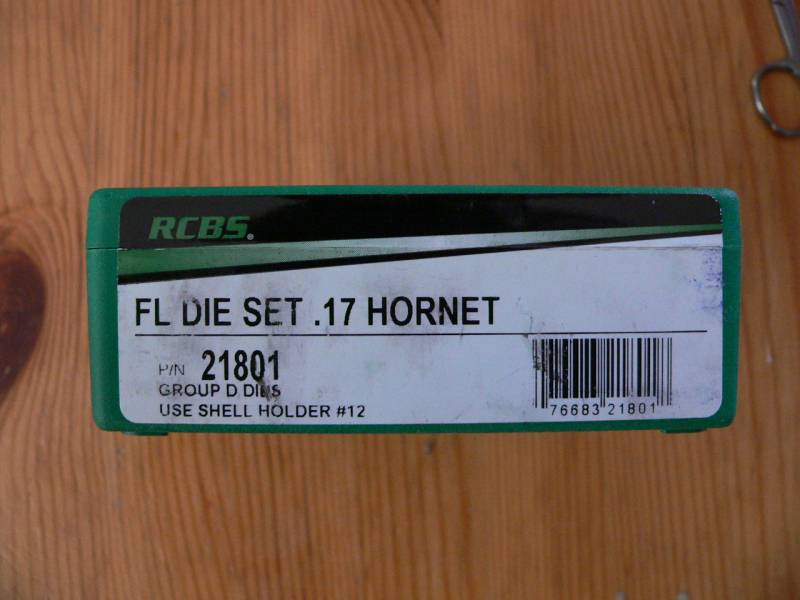 RCBS®
FL DIE SET .17 HORNET
P/N 21801
GROUP D DIES
USE SHELL HOLDER #12
76683 21801